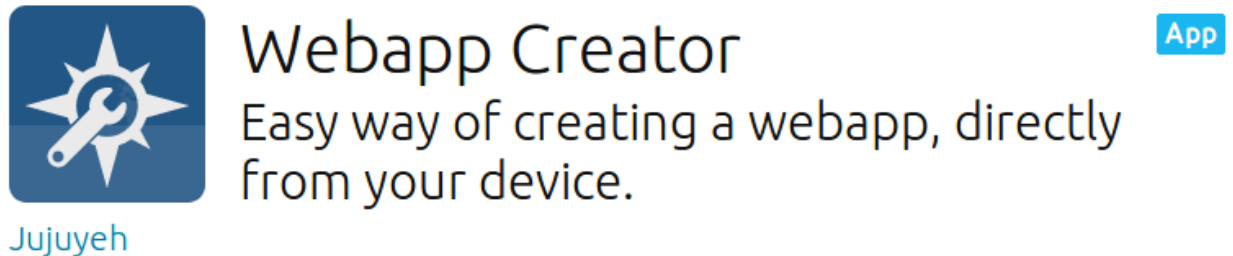 Webapp Creator
App
Easy way of creating a webapp, directly
from your device.
Jujuyeh